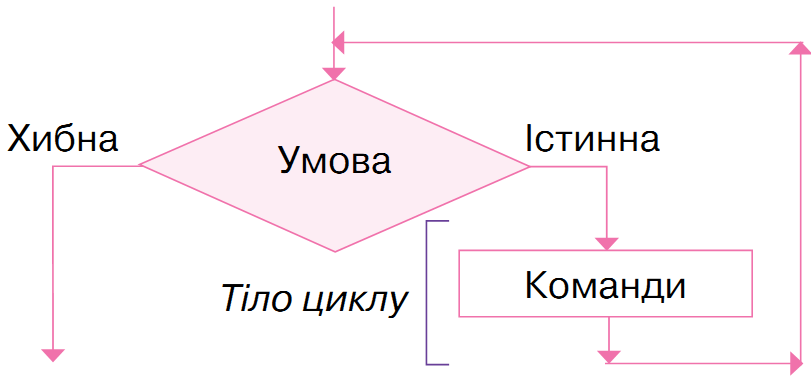 Хибна
Умова
Істинна
Тіло циклу
Команди